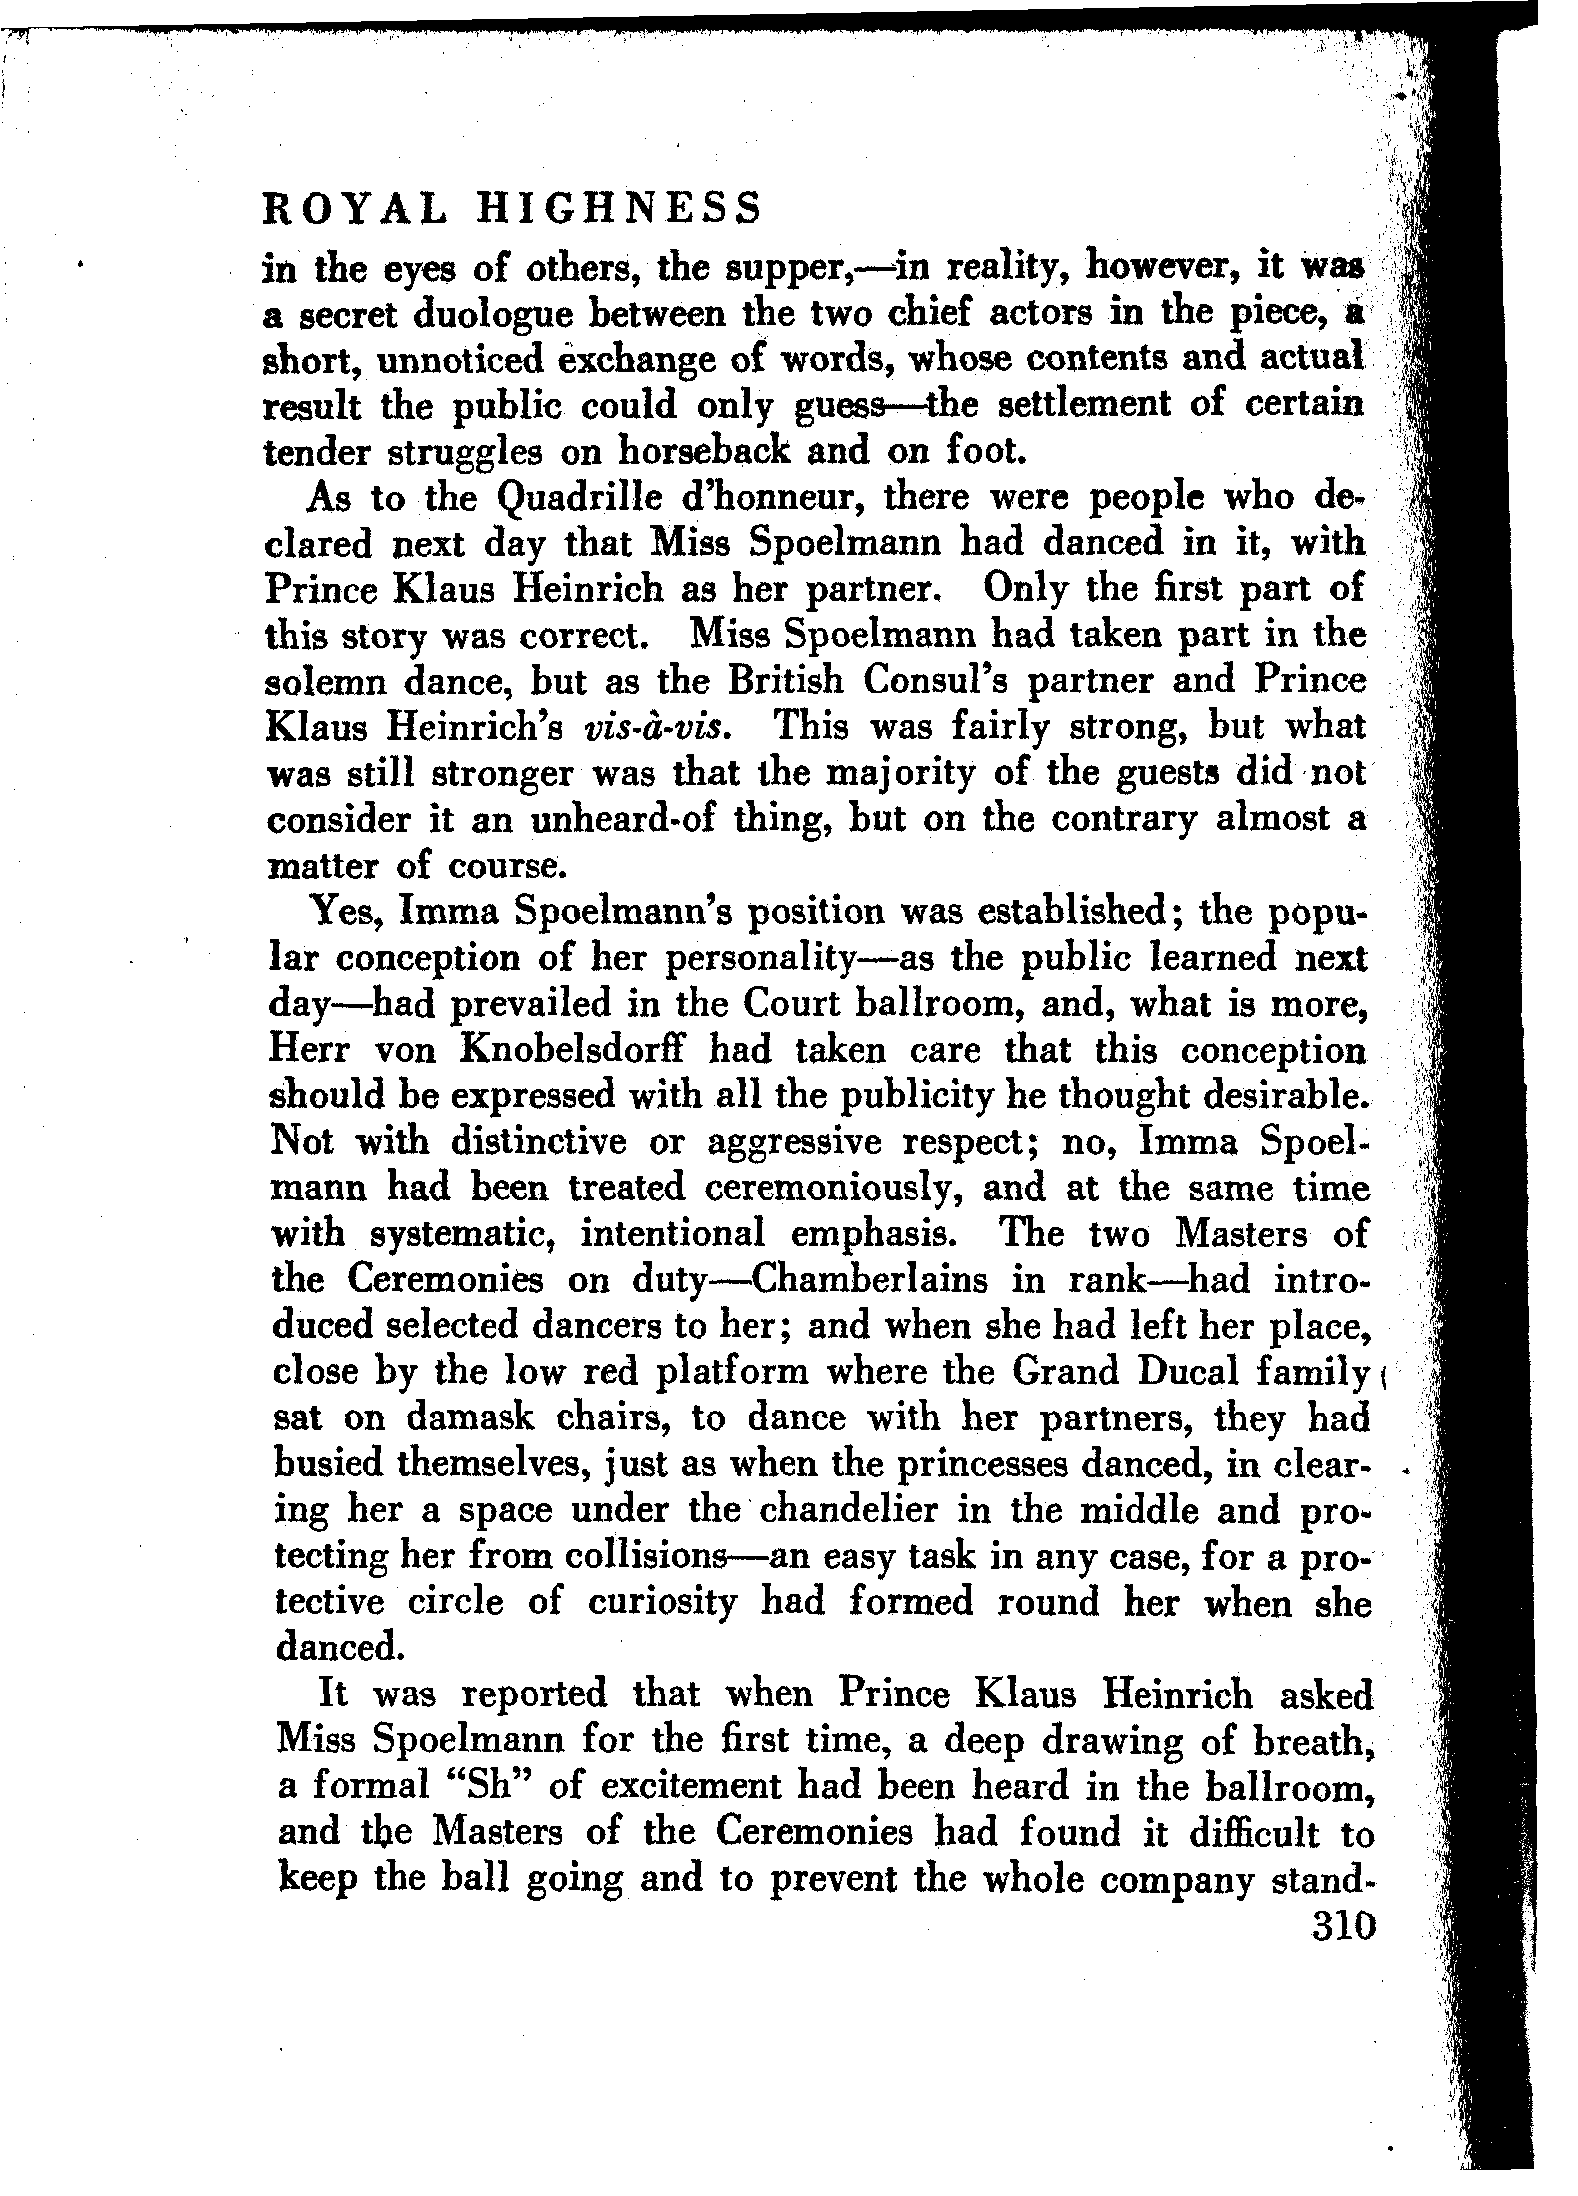 ROYAL HIGHNESS
in the eyes of others, the supper,—in reality, however, it was
a secret duologue between the two chief actors in the piece, a
short, unnoticed exchange of words, whose contents and actual
result the public could only guess—the settlement of certain
tender struggles on horseback and on foot.
As to the Quadrille d'honneur, there were people who de-
clared next day that Miss Spoelmann had danced in it, with
Prince Klaus Heinrich as her partner. Only the first part of
this story was correct. Miss Spoelmann had taken part in the
solemn dance, but as the British Consul's partner and Prince
Klaus Heinrich's vis-à-vis. This was fairly strong, but what
was still stronger was that the majority of the guests did not
consider it an unheard-of thing, but on the contrary almost a
matter of course.
Yes, Imma Spoelmann's position was established; the popu-
lar conception of her personality—as the public learned next
day—had prevailed in the Court ballroom, and, what is more,
Herr von Knobelsdorff had taken care that this conception
should be expressed with all the publicity he thought desirable.
Not with distinctive or aggressive respect; no, Imma Spoel-
mann had been treated ceremoniously, and at the same time
with systematic, intentional emphasis. The two Masters of
the Ceremonies on duty—Chamberlains in rank—had intro-
duced selected dancers to her; and when she had left her place,
close by the low red platform where the Grand Ducal family
sat on damask chairs, to dance with her partners, they had
busied themselves, just as when the princesses danced, in clear-
ing her a space under the chandelier in the middle and pro-
tecting her from collisions—an easy task in any case, for a pro-
tective circle of curiosity had formed round her when she
danced.
It was reported that when Prince Klaus Heinrich asked
Miss Spoelmann for the first time, a deep drawing of breath,
a formal “Sh” of excitement had been heard in the ballroom,
and the Masters of the Ceremonies had found it difficult to
keep the ball going and to prevent the whole company stand-
310